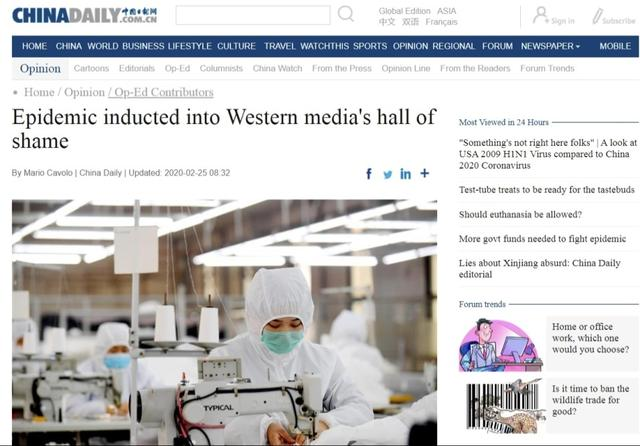 CHINADAILY 中国日报网
.COM.CN
Global Edition ASIA
中文 双语 Français
Sign in
Subscribe
HOME CHINA WORLD BUSINESS LIFESTYLE CULTURE TRAVEL WATCHTHIS SPORTS OPINION REGIONAL FORUM NEWSPAPER MOBILE
Opinion Cartoons Editorials Op-Ed Columnists China Watch From the Press Opinion Line From the Readers Forum Trends
Home / Opinion / Op-Ed Contributors
Epidemic inducted into Western media's hall of
shame
By Mario Cavolo | China Daily | Updated: 2020-02-25 08:32
TYPICAL
Most Viewed in 24 Hours
"Something's not right here folks" | A look at
USA 2009 H1N1 Virus compared to China
2020 Coronavirus
Test-tube treats to be ready for the tastebuds
Should euthanasia be allowed?
More govt funds needed to fight epidemic
Lies about Xinjiang absurd: China Daily
editorial
Forum trends
Home or office
work, which one
would you choose?
Is it time to ban the
wildlife trade for
good?